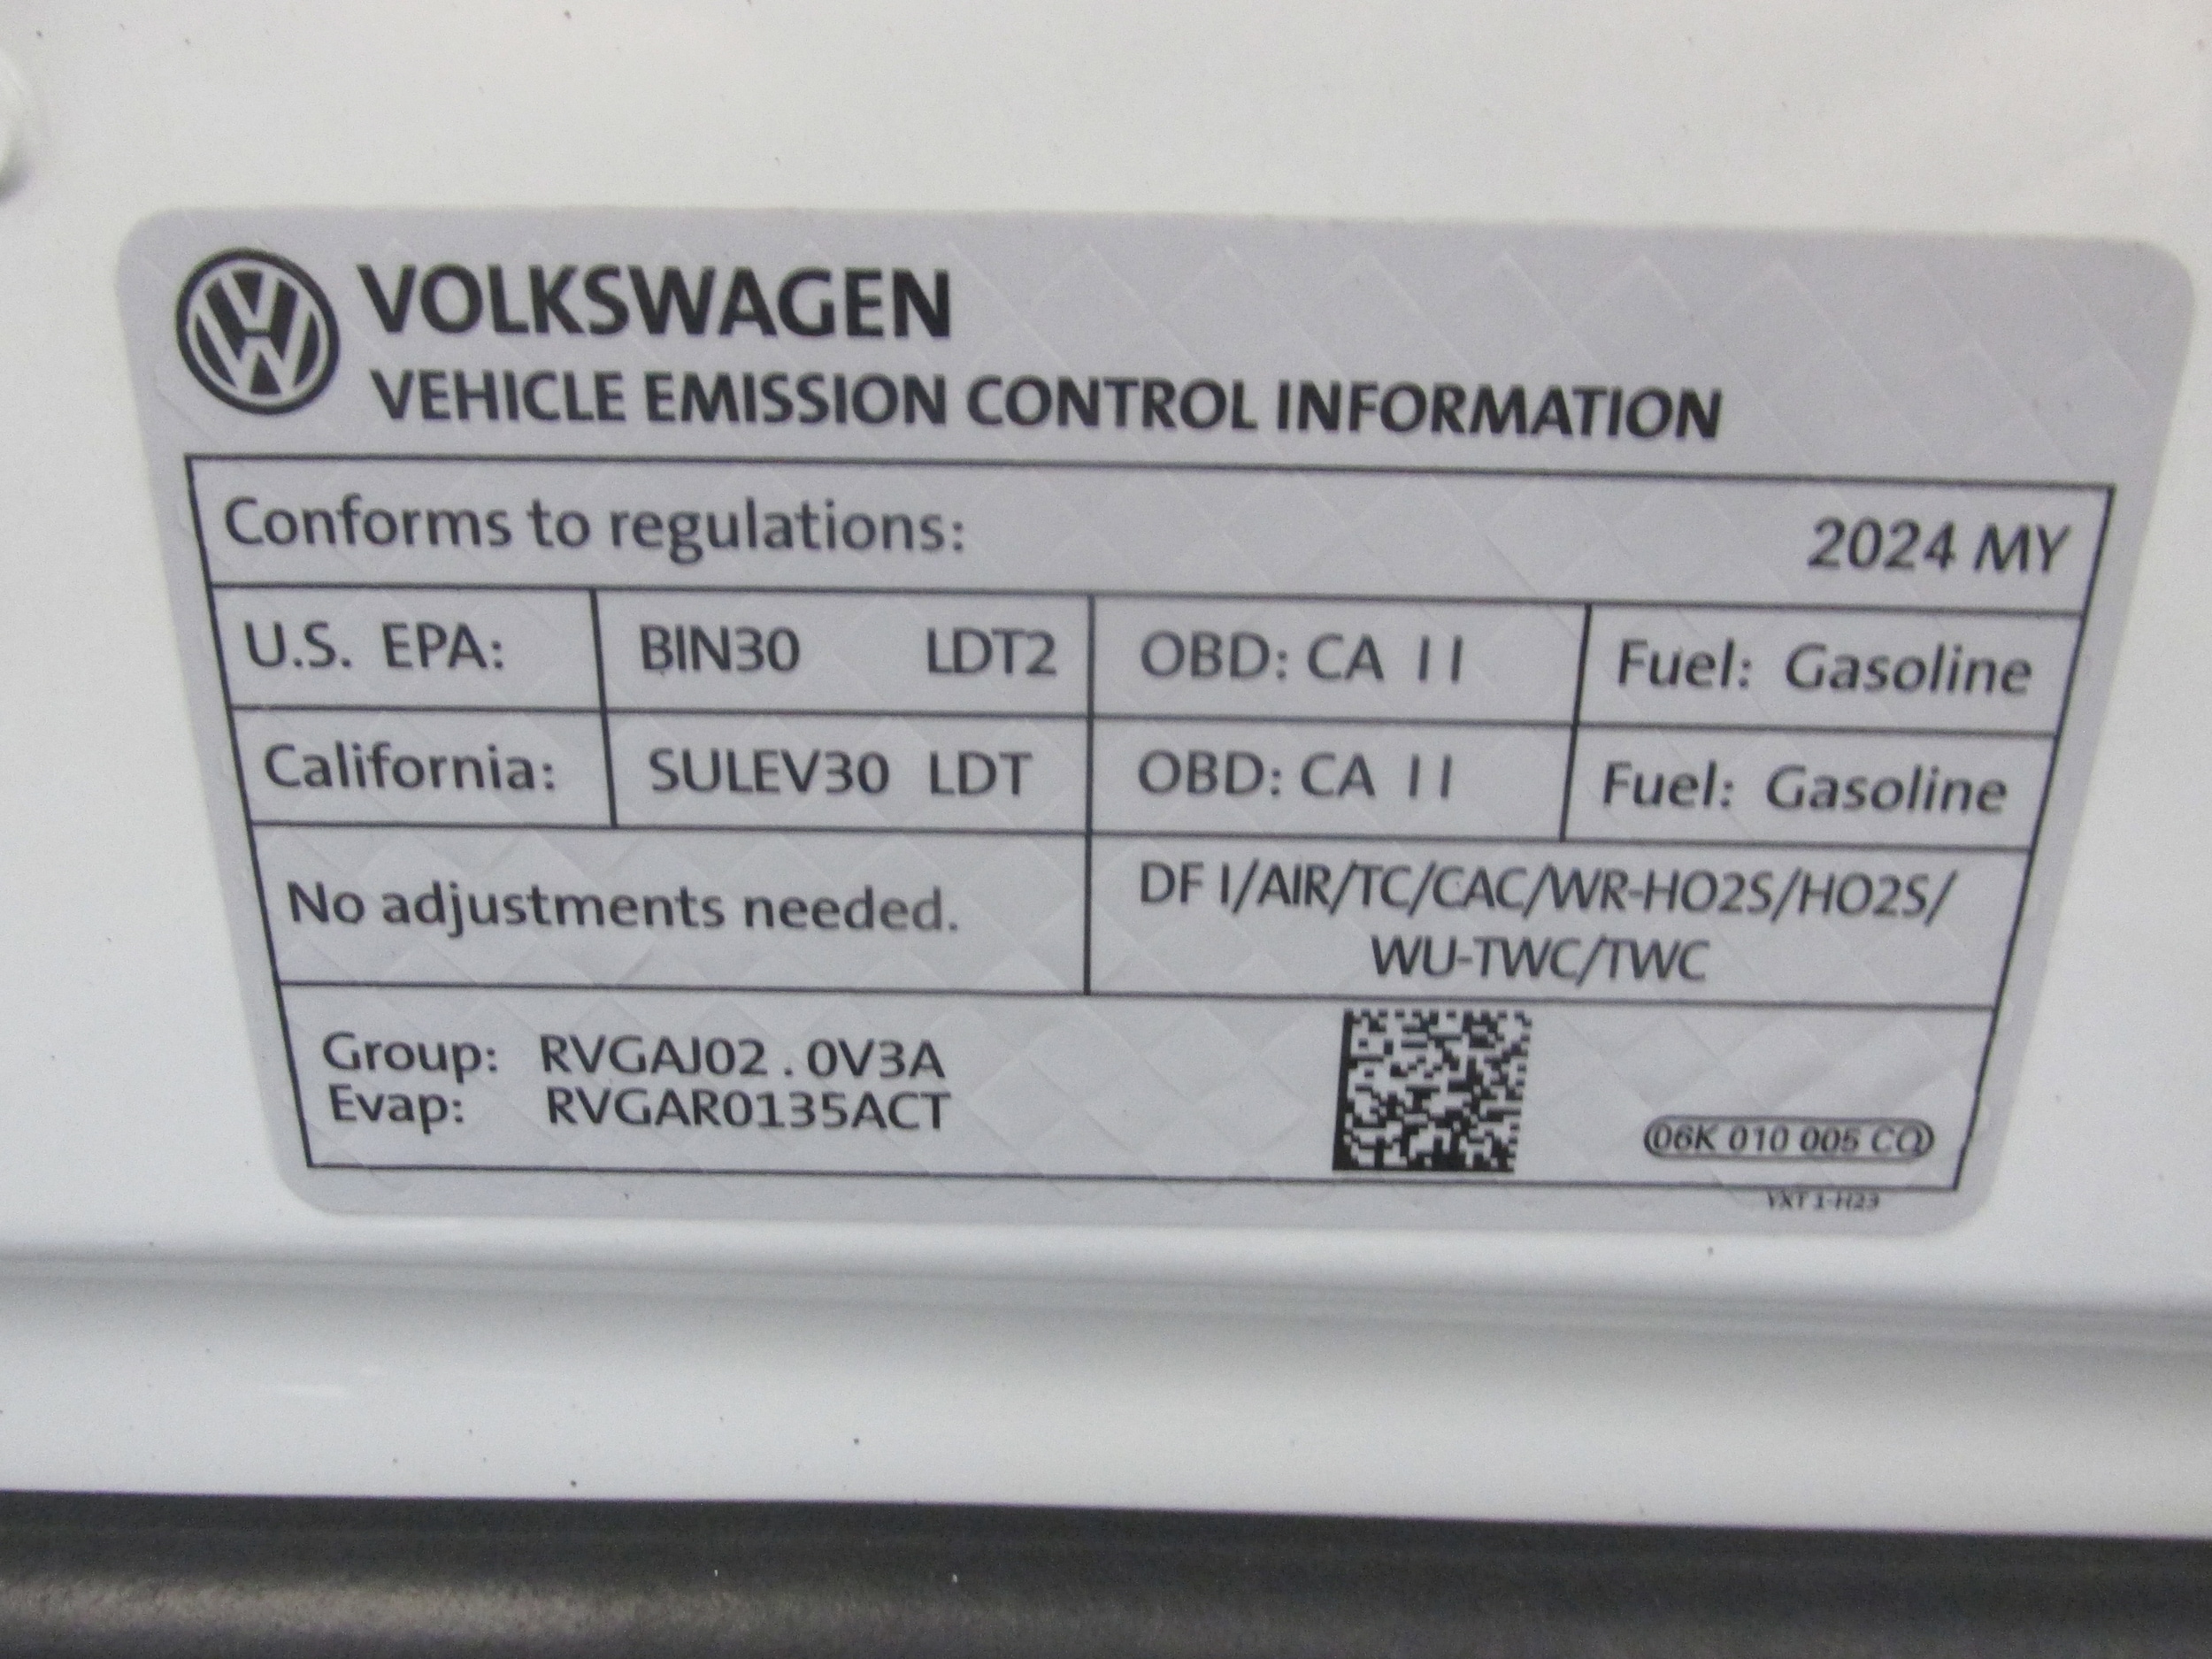 VOLKSWAGEN
VEHICLE EMISSION CONTROL INFORMATION
Conforms to regulations: 2024 MY
U.S. EPA: BIN30 LDT2 OBD: CA II Fuel: Gasoline
California: SULEV30 LDT OBD: CA II Fuel: Gasoline
No adjustments needed.
DF I/AIR/TC/CAC/WR-HO2S/HO2S/
WU-TWC/TWC
Group: RVGAJ02.0V3A
Evap: RVGAR0135ACT
06K 010 005 CQ